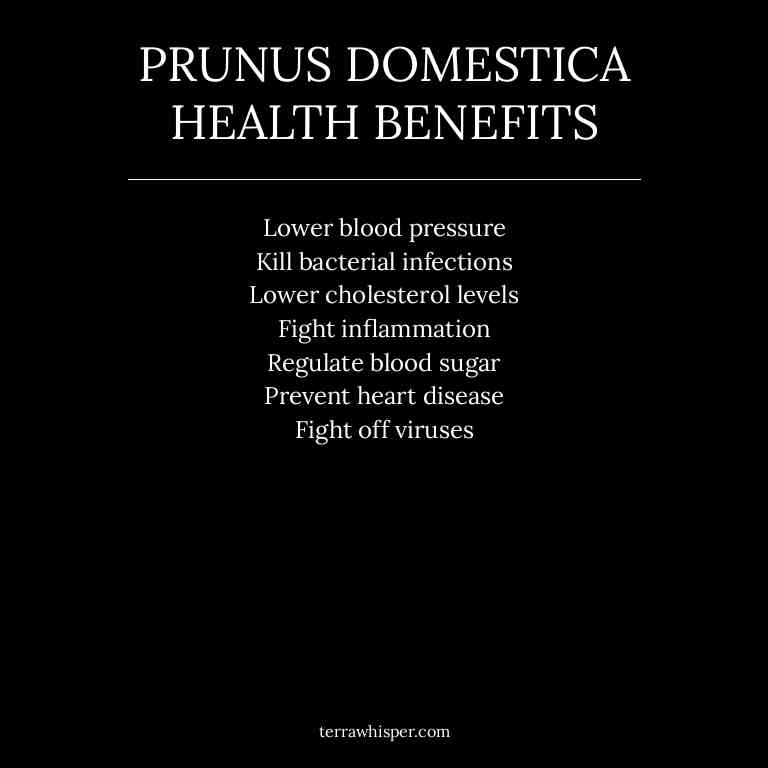 PRUNUS DOMESTICA
HEALTH BENEFITS
Lower blood pressure
Kill bacterial infections
Lower cholesterol levels
Fight inflammation
Regulate blood sugar
Prevent heart disease
Fight off viruses
terrawhisper.com